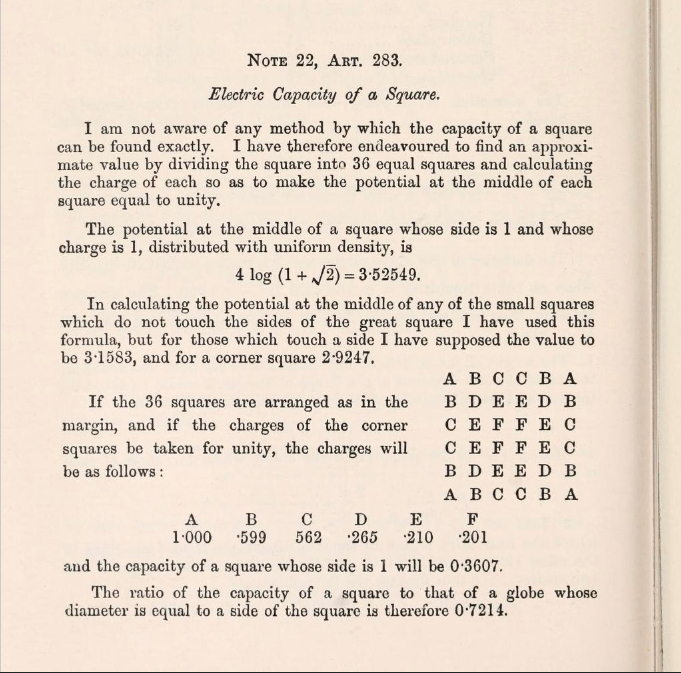 NOTE 22, ART. 283.
Electric Capacity of a Square.
I am not aware of any method by which the capacity of a square
can be found exactly. I have therefore endeavoured to find an approxi-
mate value by dividing the square into 36 equal squares and calculating
the charge of each so as to make the potential at the middle of each
square equal to unity.
The potential at the middle of a square whose side is 1 and whose
charge is 1, distributed with uniform density, is
4 log (1 + √2) = 3·52549.
In calculating the potential at the middle of any of the small squares
which do not touch the sides of the great square I have used this
formula, but for those which touch a side I have supposed the value to
be 3·1583, and for a corner square 2·9247.
A B C C B A
If the 36 squares are arranged as in the B D E E D B
margin, and if the charges of the corner C E F F E C
squares be taken for unity, the charges will C E F F E C
be as follows: B D E E D B
A B C C B A
A B C D E F
1·000 ·599 562 ·265 ·210 ·201
and the capacity of a square whose side is 1 will be 0·3607.
The ratio of the capacity of a square to that of a globe whose
diameter is equal to a side of the square is therefore 0·7214.